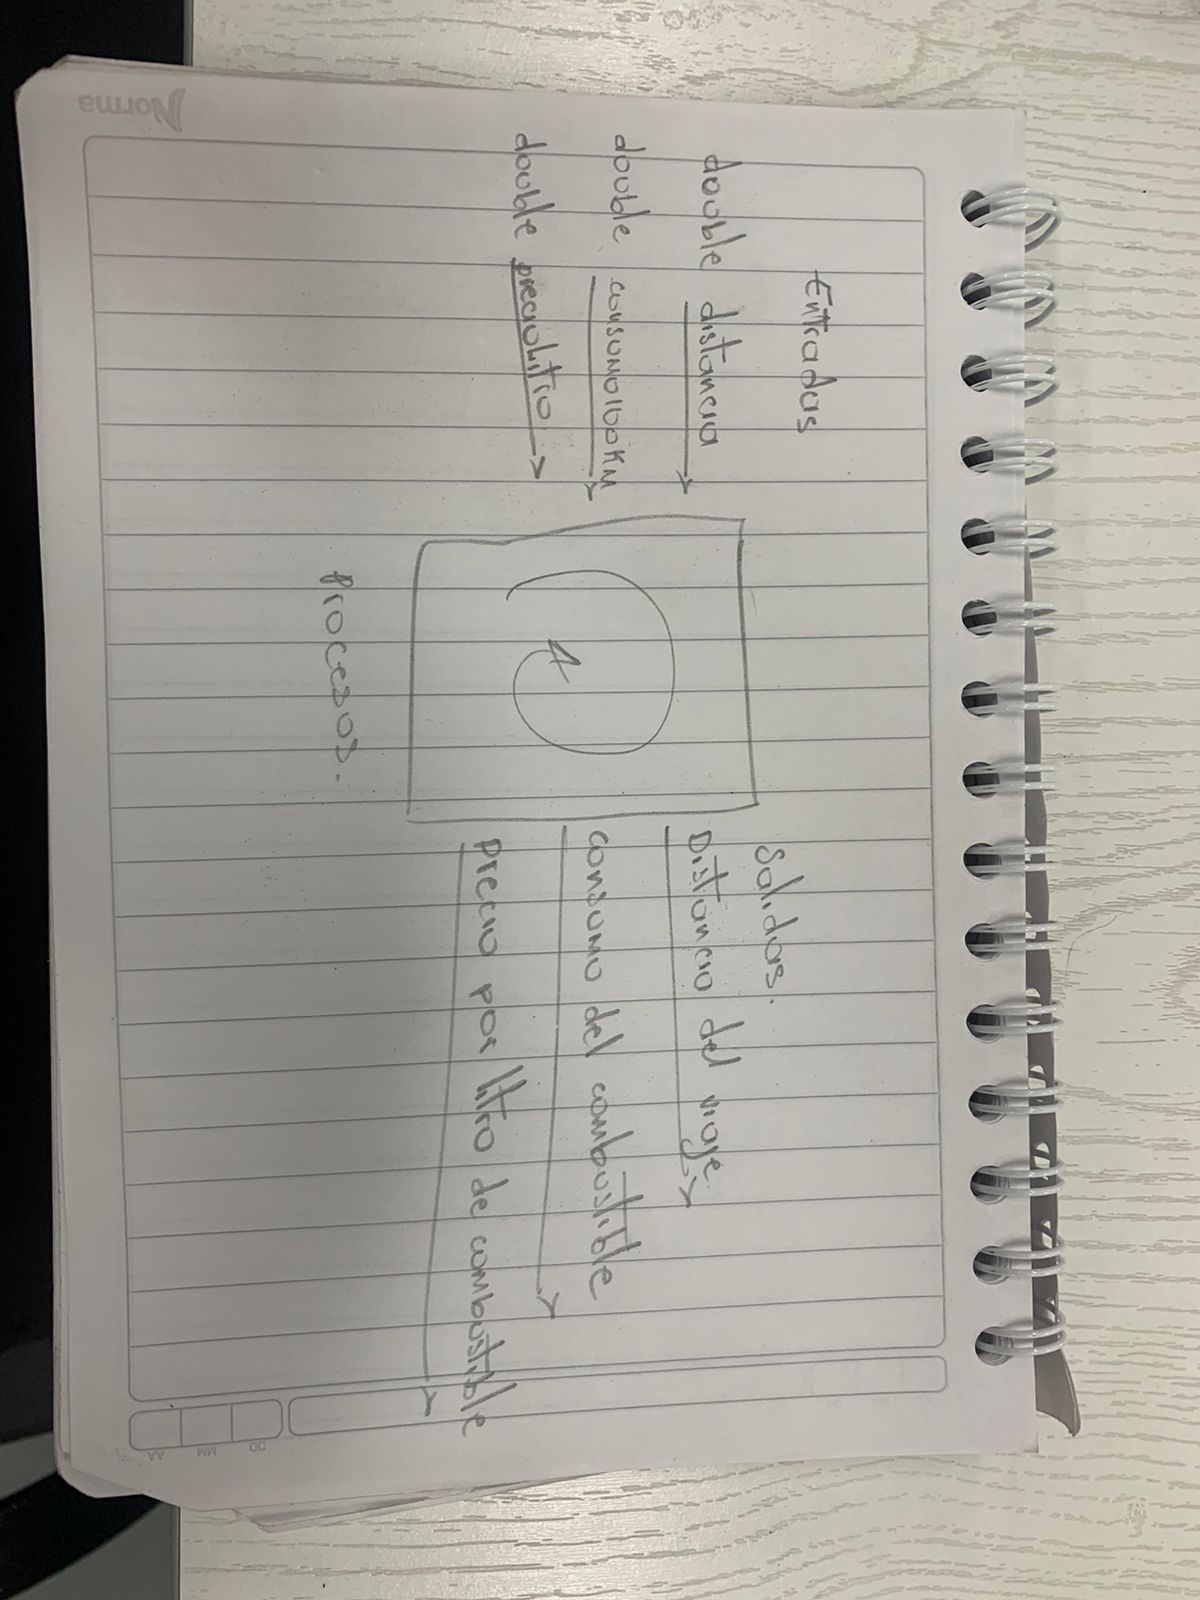 Entradas
double distancia
double consumo100KM
double precioLitro
Procesos.
Salidas.
Distancia del viaje.
consumo del combustible
precio por litro de combustible
Norma
DD MM AA